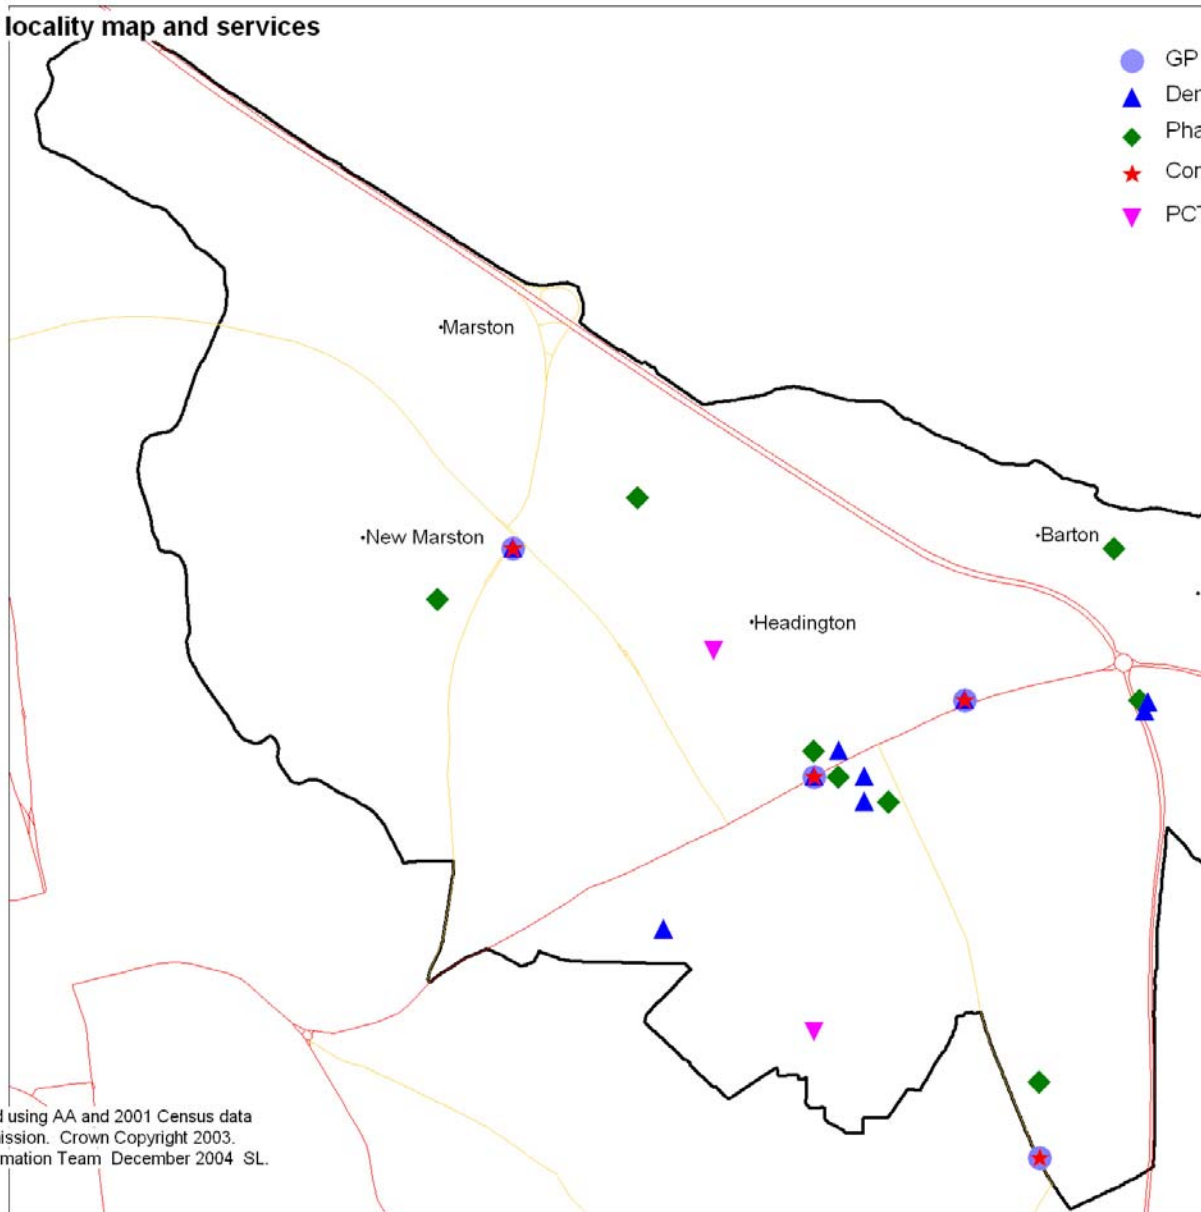 locality map and services
GP
Der
Pha
Cor
PCT
Marston
New Marston
Barton
Headington
d using AA and 2001 Census data
ission. Crown Copyright 2003.
mation Team December 2004 SL.